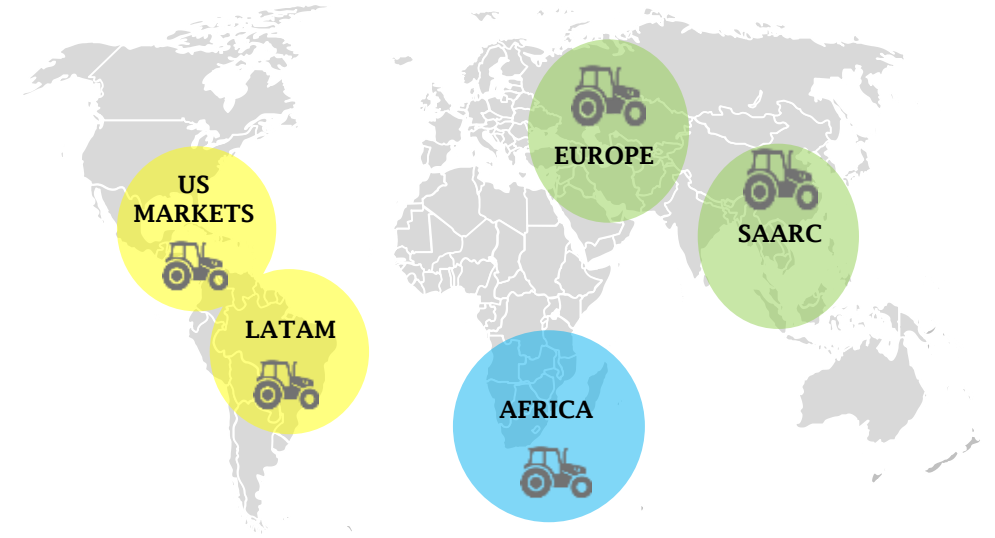 US
MARKETS
LATAM
AFRICA
EUROPE
SAARC